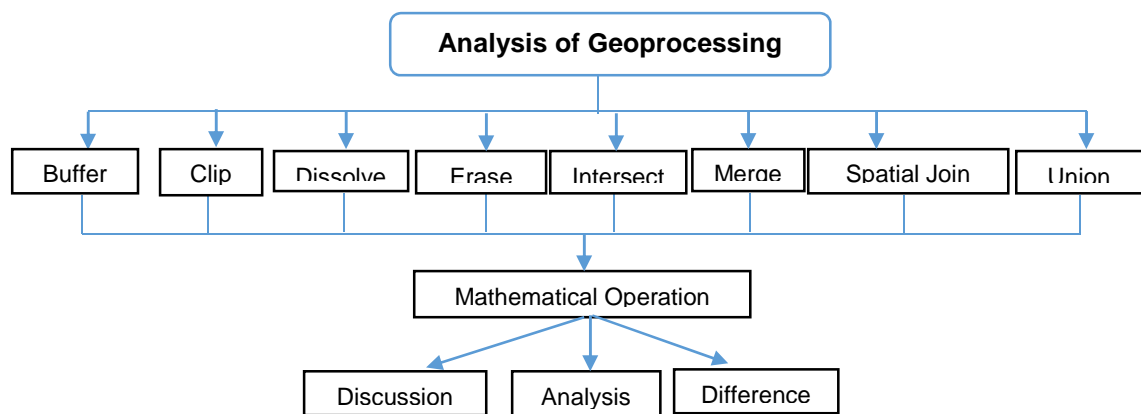 Analysis of Geoprocessing
Buffer
Clip
Dissolve
Erase
Intersect
Merge
Spatial Join
Union
Mathematical Operation
Discussion
Analysis
Difference